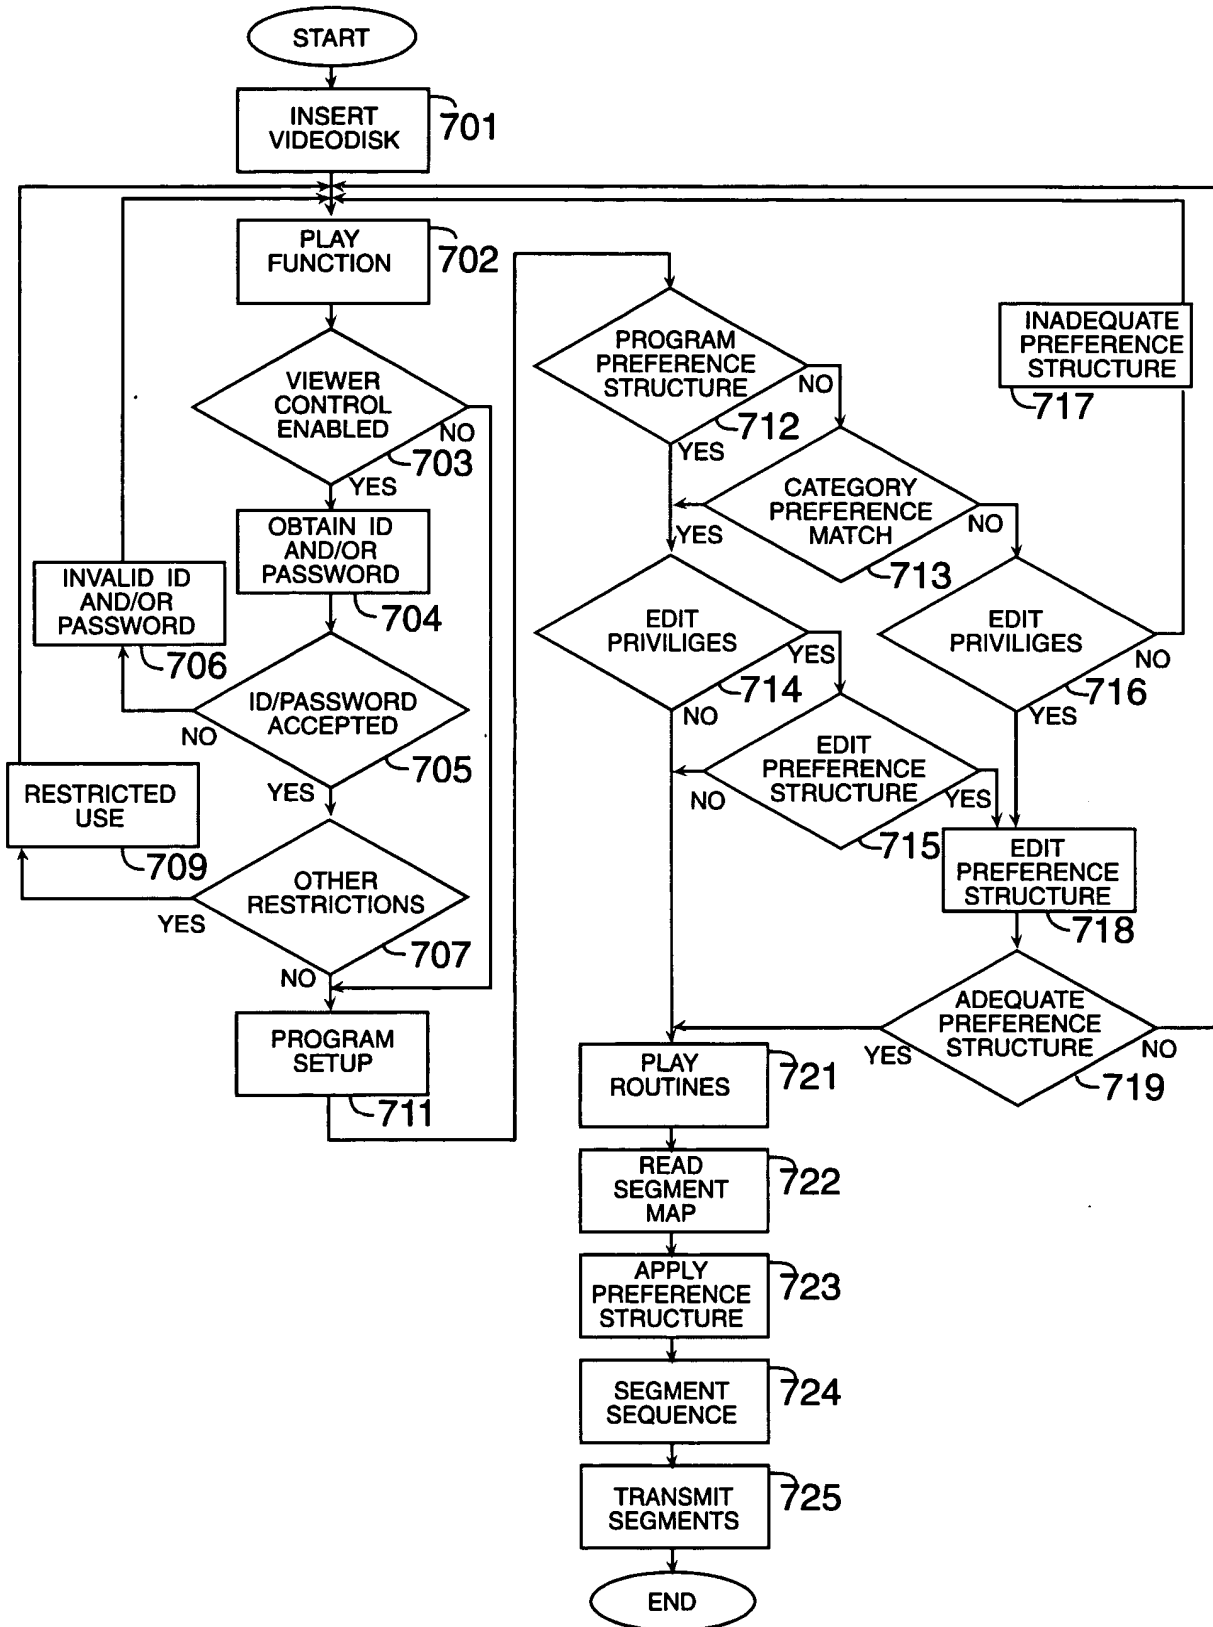 START
INSERT
VIDEODISK
701
PLAY
FUNCTION
702
VIEWER
CONTROL
ENABLED
NO
703
YES
OBTAIN ID
AND/OR
PASSWORD
704
INVALID ID
AND/OR
PASSWORD
706
ID/PASSWORD
ACCEPTED
NO
705
YES
RESTRICTED
USE
709
OTHER
RESTRICTIONS
YES
707
NO
PROGRAM
SETUP
711
PROGRAM
PREFERENCE
STRUCTURE
NO
712
YES
INADEQUATE
PREFERENCE
STRUCTURE
717
CATEGORY
PREFERENCE
MATCH
NO
YES
713
EDIT
PRIVILIGES
YES
714
NO
EDIT
PRIVILIGES
NO
716
YES
EDIT
PREFERENCE
STRUCTURE
NO
YES
715
EDIT
PREFERENCE
STRUCTURE
718
ADEQUATE
PREFERENCE
STRUCTURE
YES
NO
719
PLAY
ROUTINES
721
READ
SEGMENT
MAP
722
APPLY
PREFERENCE
STRUCTURE
723
SEGMENT
SEQUENCE
724
TRANSMIT
SEGMENTS
725
END